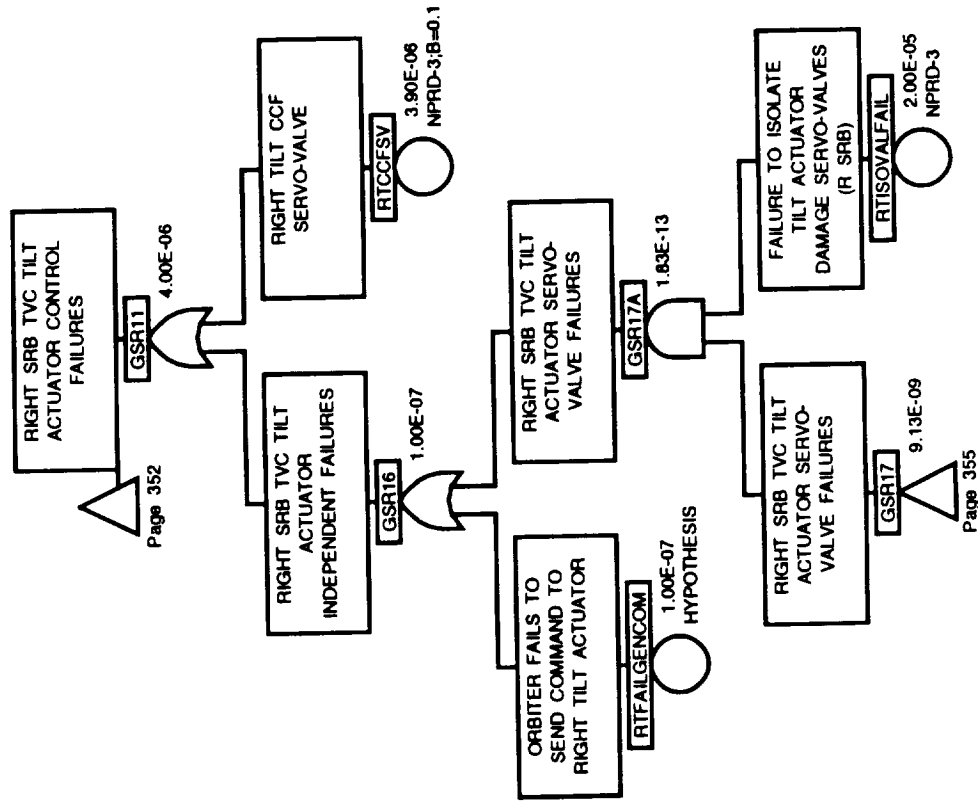 RIGHT SRB TVC TILT
ACTUATOR CONTROL
FAILURES
Page 352
GSR11
4.00E-06
RIGHT SRB TVC TILT
ACTUATOR
INDEPENDENT FAILURES
GSR16
1.00E-07
RIGHT TILT CCF
SERVO-VALVE
RTCCFSV
3.90E-06
NPRD-3;B=0.1
ORBITER FAILS TO
SEND COMMAND TO
RIGHT TILT ACTUATOR
RTFAILGENCOM
1.00E-07
HYPOTHESIS
RIGHT SRB TVC TILT
ACTUATOR SERVO-
VALVE FAILURES
GSR17A
1.83E-13
RIGHT SRB TVC TILT
ACTUATOR SERVO-
VALVE FAILURES
GSR17
9.13E-09
Page 355
FAILURE TO ISOLATE
TILT ACTUATOR
DAMAGE SERVO-VALVES
(R SRB)
RTISOVALFAIL
2.00E-05
NPRD-3